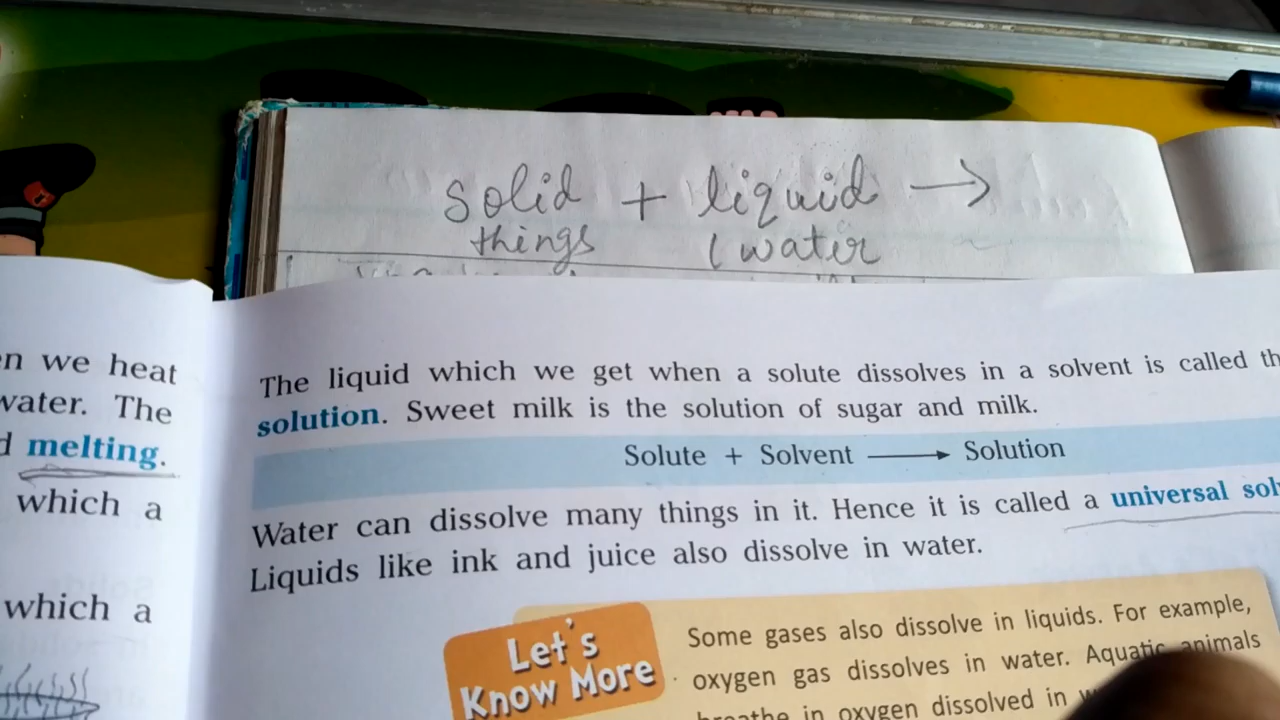 solid + liquid →
things (water
en we heat
water. The
d melting.
which a
which a
The liquid which we get when a solute dissolves in a solvent is called th
solution. Sweet milk is the solution of sugar and milk.
Solute + Solvent → Solution
Water can dissolve many things in it. Hence it is called a universal sol
Liquids like ink and juice also dissolve in water.
Let's
Know More
Some gases also dissolve in liquids. For example,
oxygen gas dissolves in water. Aquatic animals
breathe in oxygen dissolved in